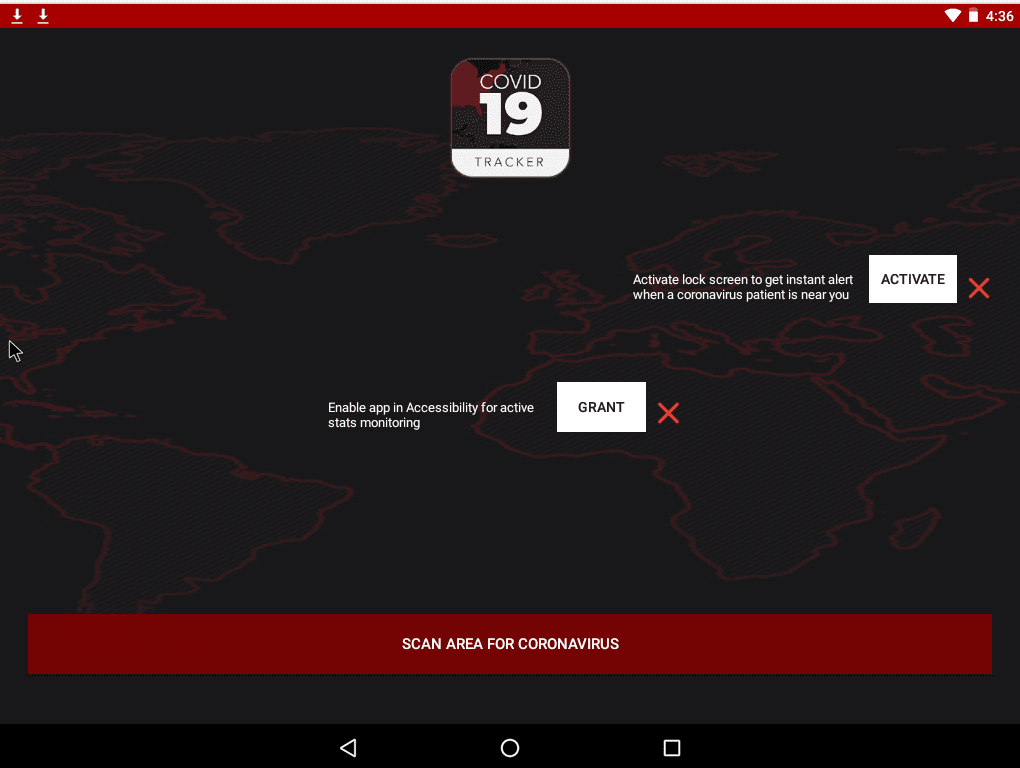 4:36
COVID
19
TRACKER
Activate lock screen to get instant alert
when a coronavirus patient is near you
ACTIVATE
Enable app in Accessibility for active
stats monitoring
GRANT
SCAN AREA FOR CORONAVIRUS